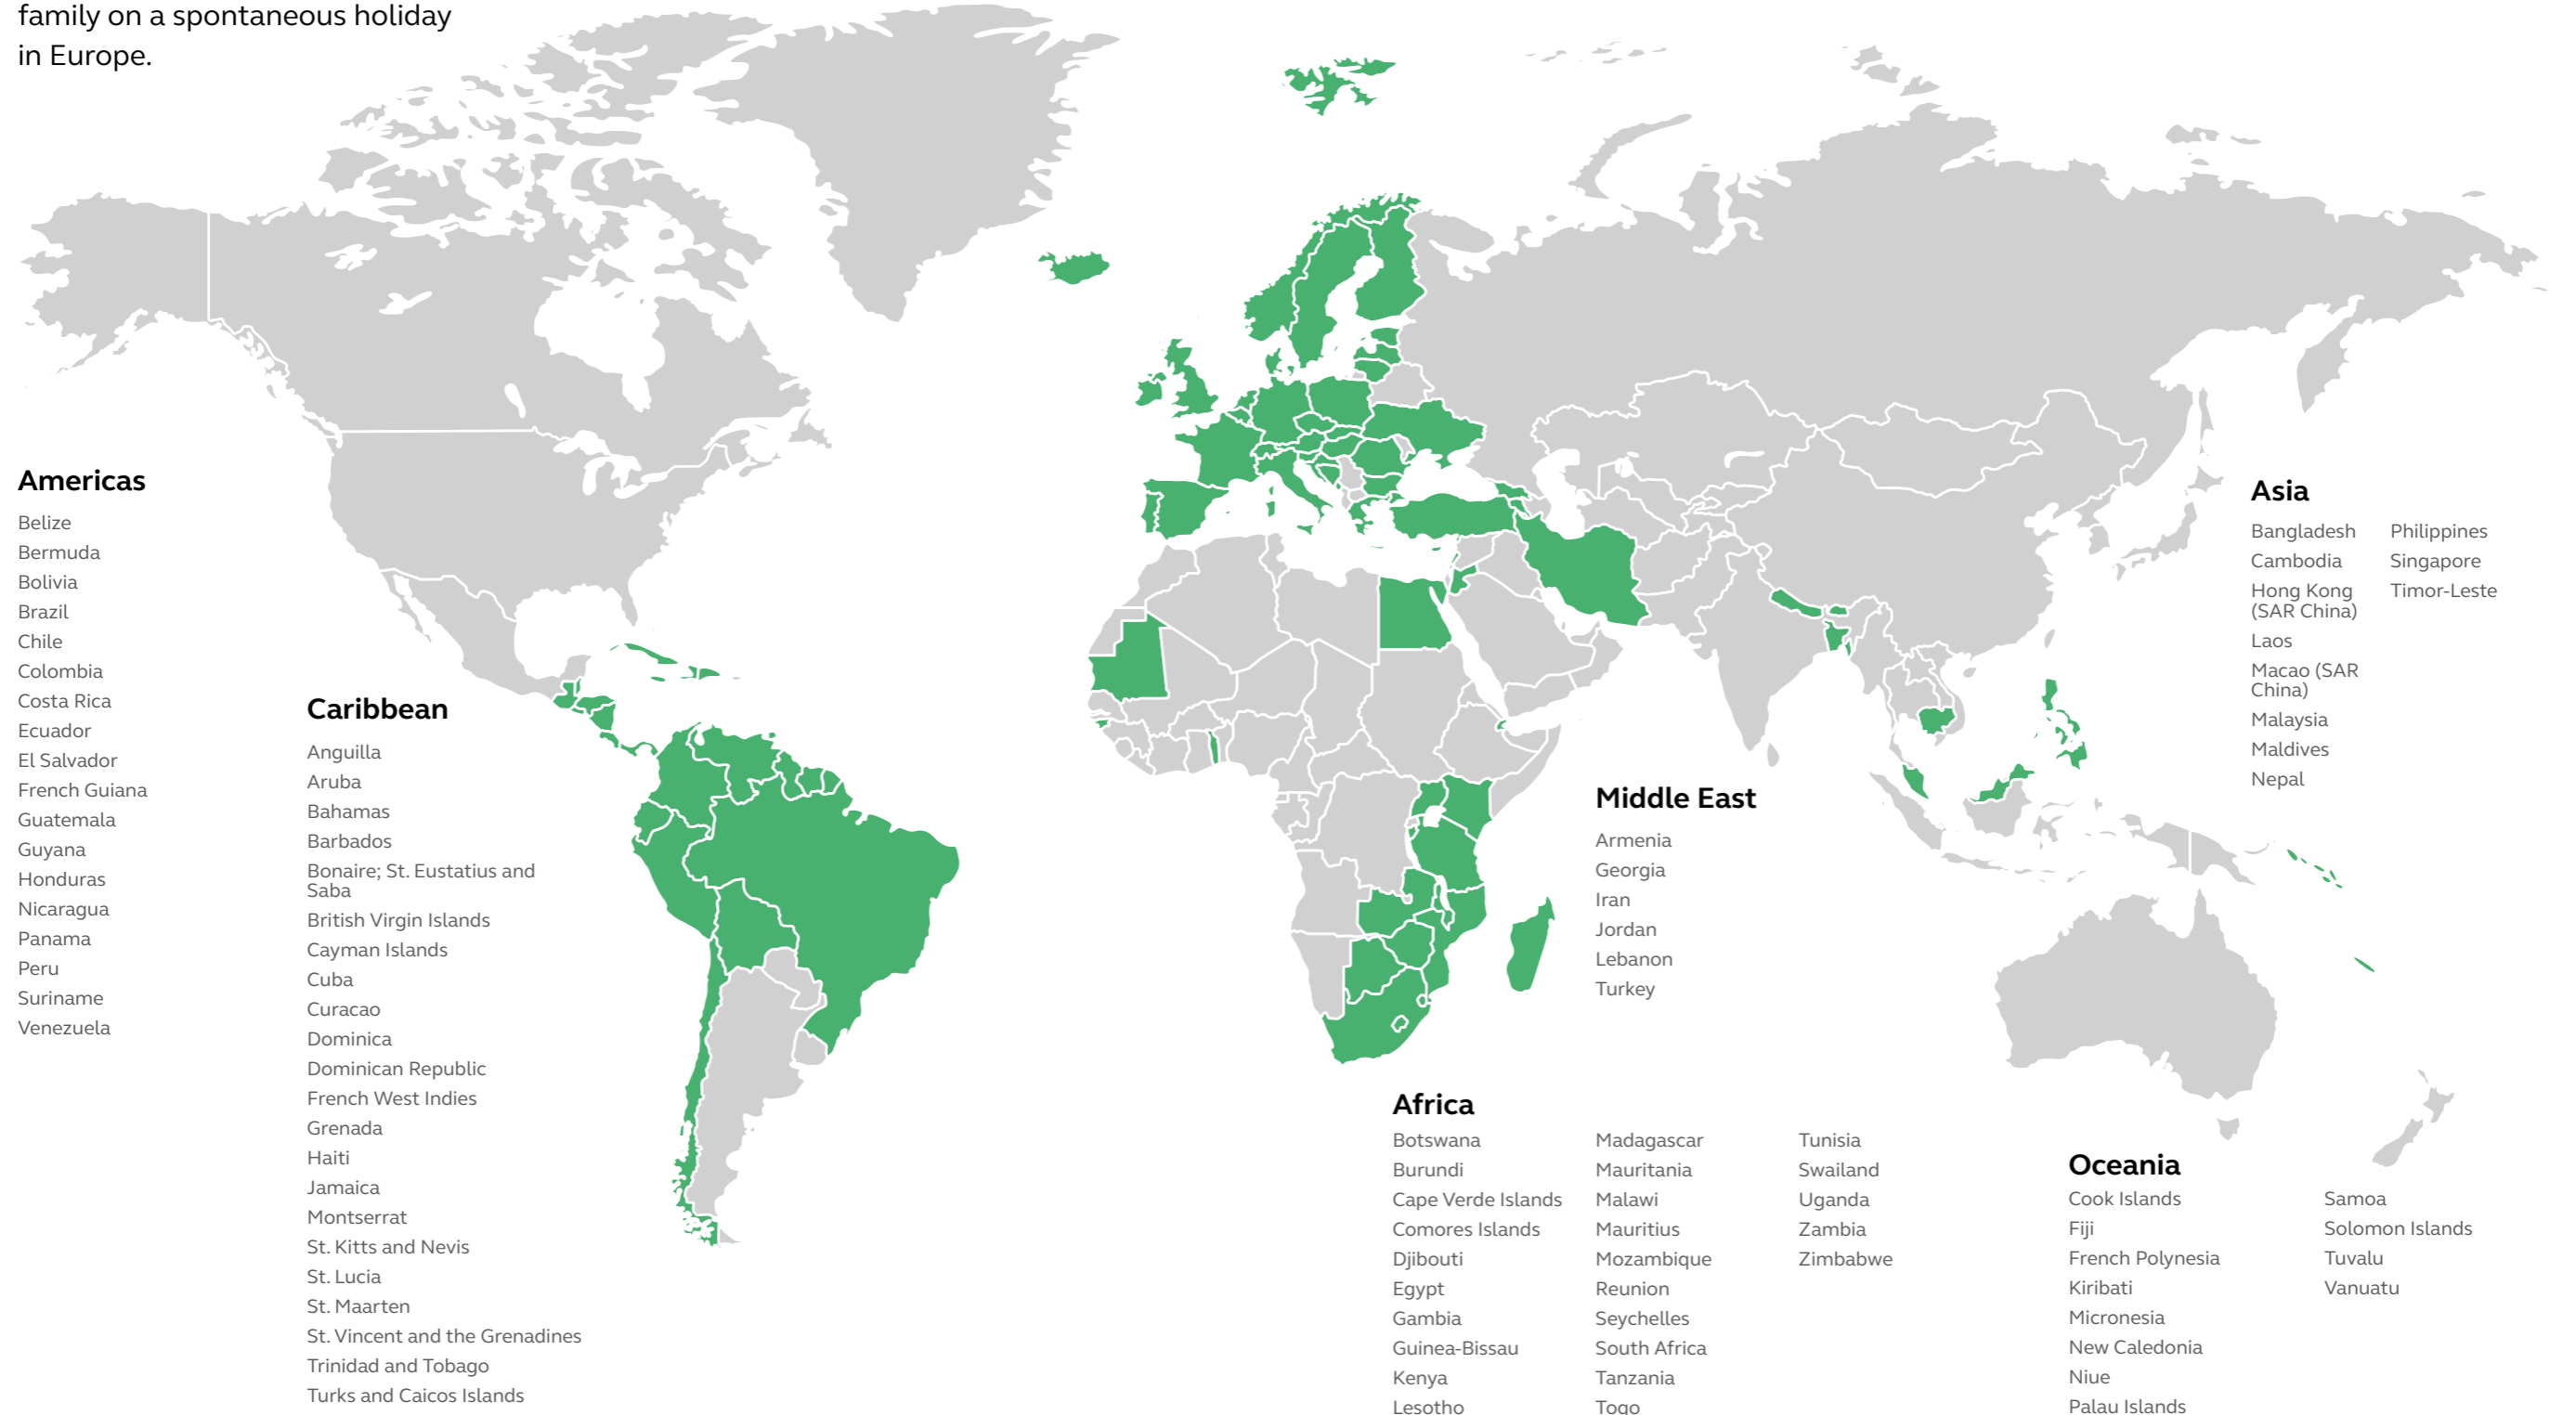 family on a spontaneous holiday
in Europe.
Americas
Belize
Bermuda
Bolivia
Brazil
Chile
Colombia
Costa Rica
Ecuador
El Salvador
French Guiana
Guatemala
Guyana
Honduras
Nicaragua
Panama
Peru
Suriname
Venezuela
Caribbean
Anguilla
Aruba
Bahamas
Barbados
Bonaire; St. Eustatius and
Saba
British Virgin Islands
Cayman Islands
Cuba
Curacao
Dominica
Dominican Republic
French West Indies
Grenada
Haiti
Jamaica
Montserrat
St. Kitts and Nevis
St. Lucia
St. Maarten
St. Vincent and the Grenadines
Trinidad and Tobago
Turks and Caicos Islands
Middle East
Armenia
Georgia
Iran
Jordan
Lebanon
Turkey
Africa
Botswana
Burundi
Cape Verde Islands
Comores Islands
Djibouti
Egypt
Gambia
Guinea-Bissau
Kenya
Lesotho
Madagascar
Mauritania
Malawi
Mauritius
Mozambique
Reunion
Seychelles
South Africa
Tanzania
Togo
Tunisia
Swailand
Uganda
Zambia
Zimbabwe
Asia
Bangladesh
Cambodia
Hong Kong
(SAR China)
Laos
Macao (SAR
China)
Malaysia
Maldives
Nepal
Philippines
Singapore
Timor-Leste
Oceania
Cook Islands
Fiji
French Polynesia
Kiribati
Micronesia
New Caledonia
Niue
Palau Islands
Samoa
Solomon Islands
Tuvalu
Vanuatu